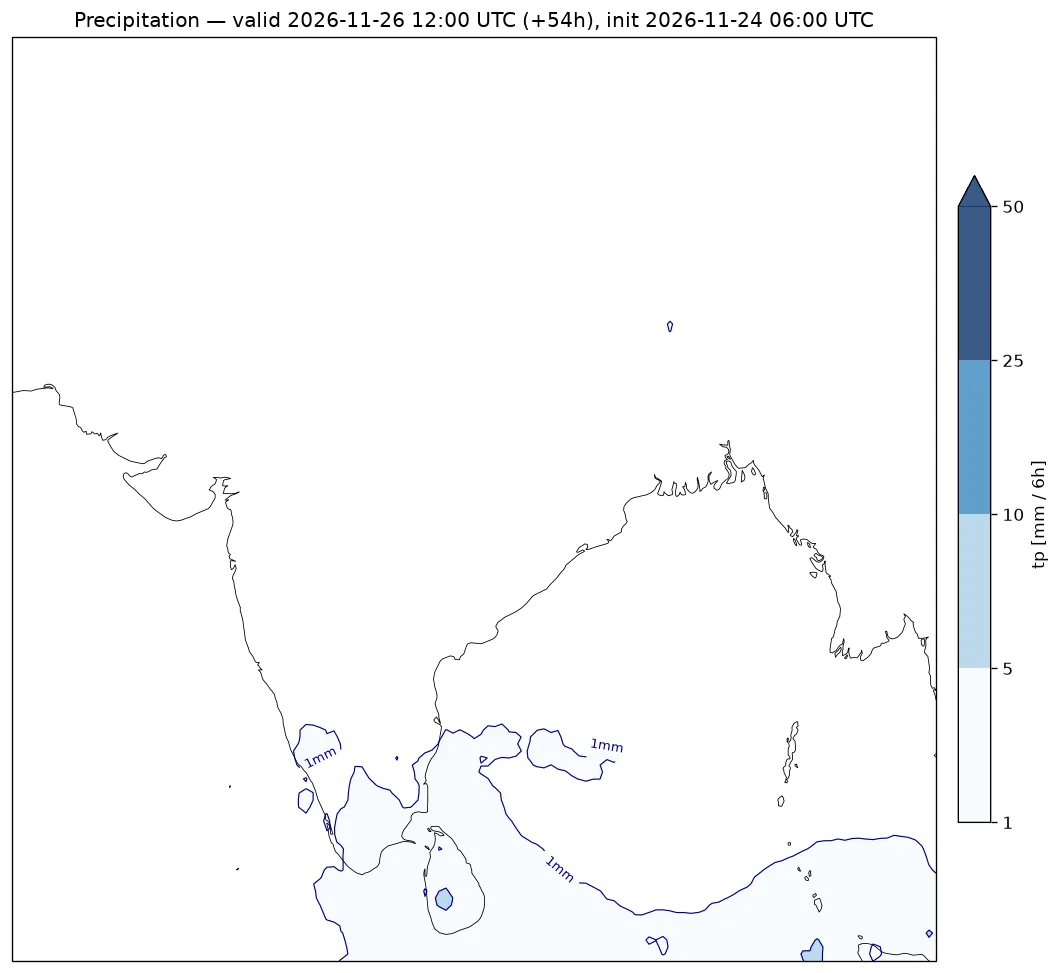 Precipitation — valid 2026-11-26 12:00 UTC (+54h), init 2026-11-24 06:00 UTC
50
25
10
5
1
tp [mm / 6h]
1mm
1mm
1mm